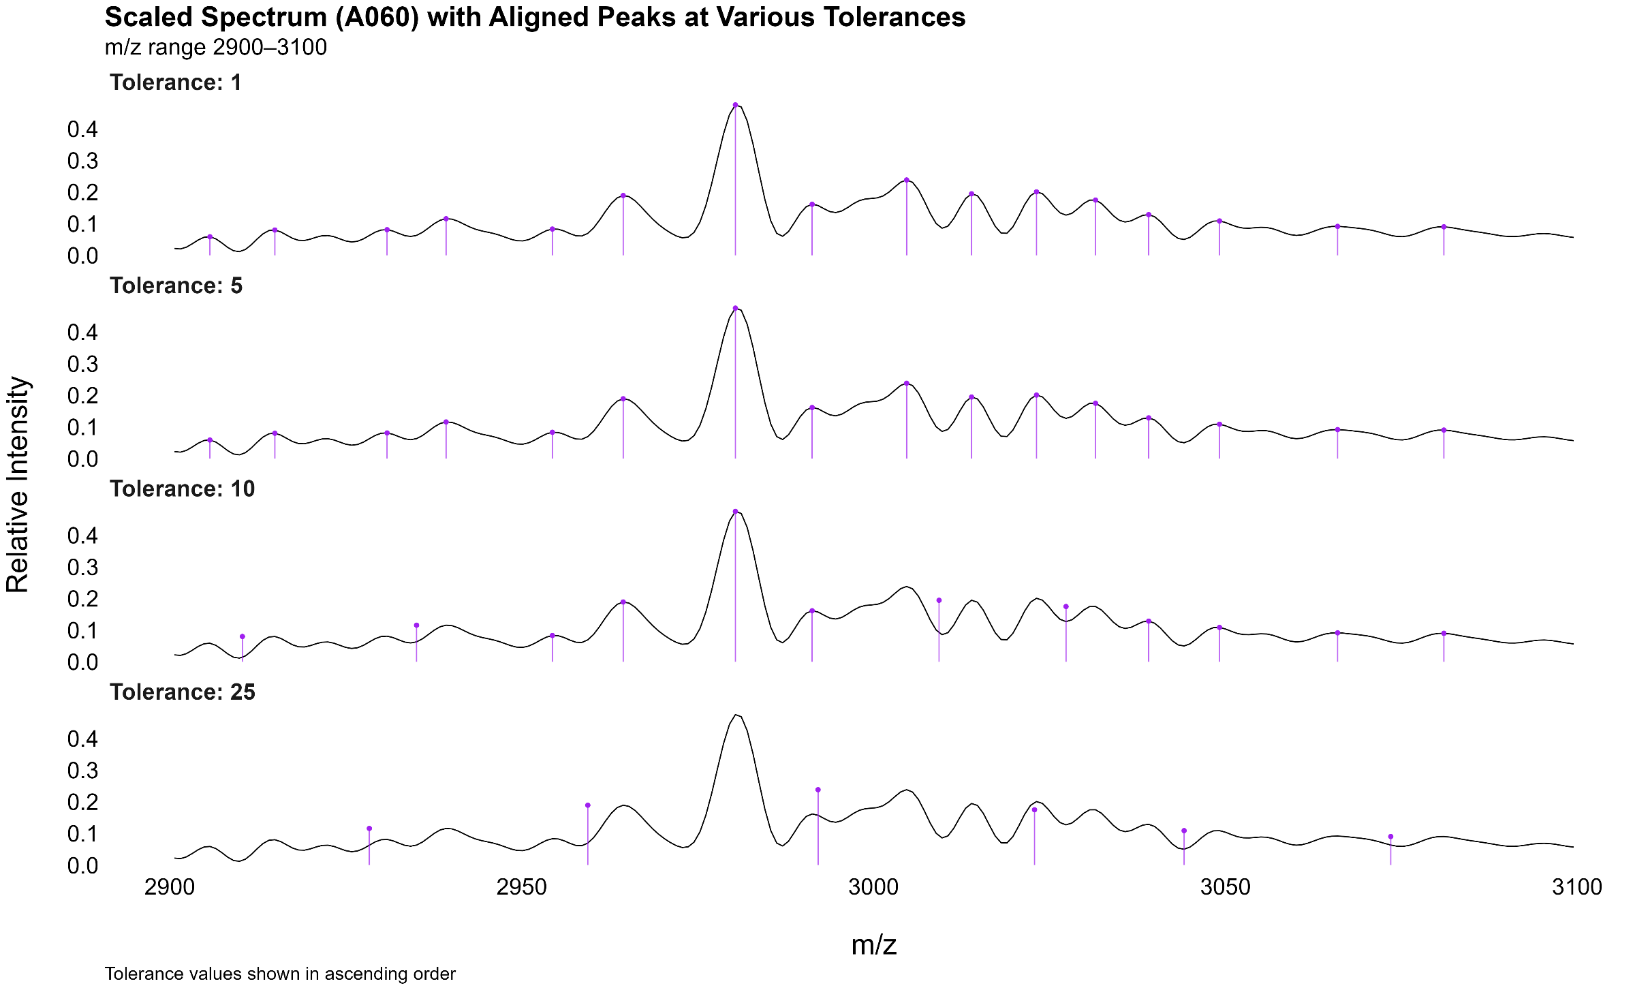 Scaled Spectrum (A060) with Aligned Peaks at Various Tolerances
m/z range 2900–3100
Tolerance: 1
0.4
0.3
0.2
0.1
0.0
Tolerance: 5
0.4
0.3
0.2
0.1
0.0
Tolerance: 10
0.4
0.3
0.2
0.1
0.0
Tolerance: 25
0.4
0.3
0.2
0.1
0.0
Relative Intensity
2900 2950 3000 3050 3100
m/z
Tolerance values shown in ascending order